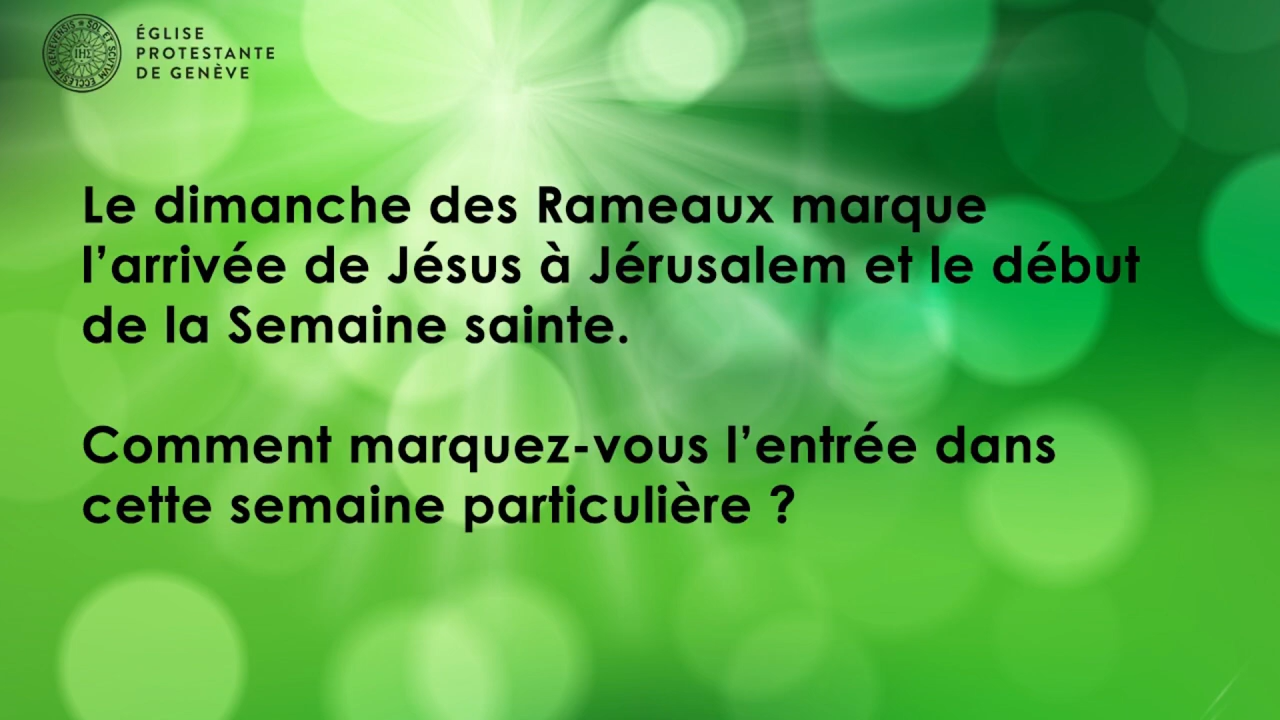 ÉGLISE
PROTESTANTE
DE GENÈVE
Le dimanche des Rameaux marque
l’arrivée de Jésus à Jérusalem et le début
de la Semaine sainte.
Comment marquez-vous l’entrée dans
cette semaine particulière ?